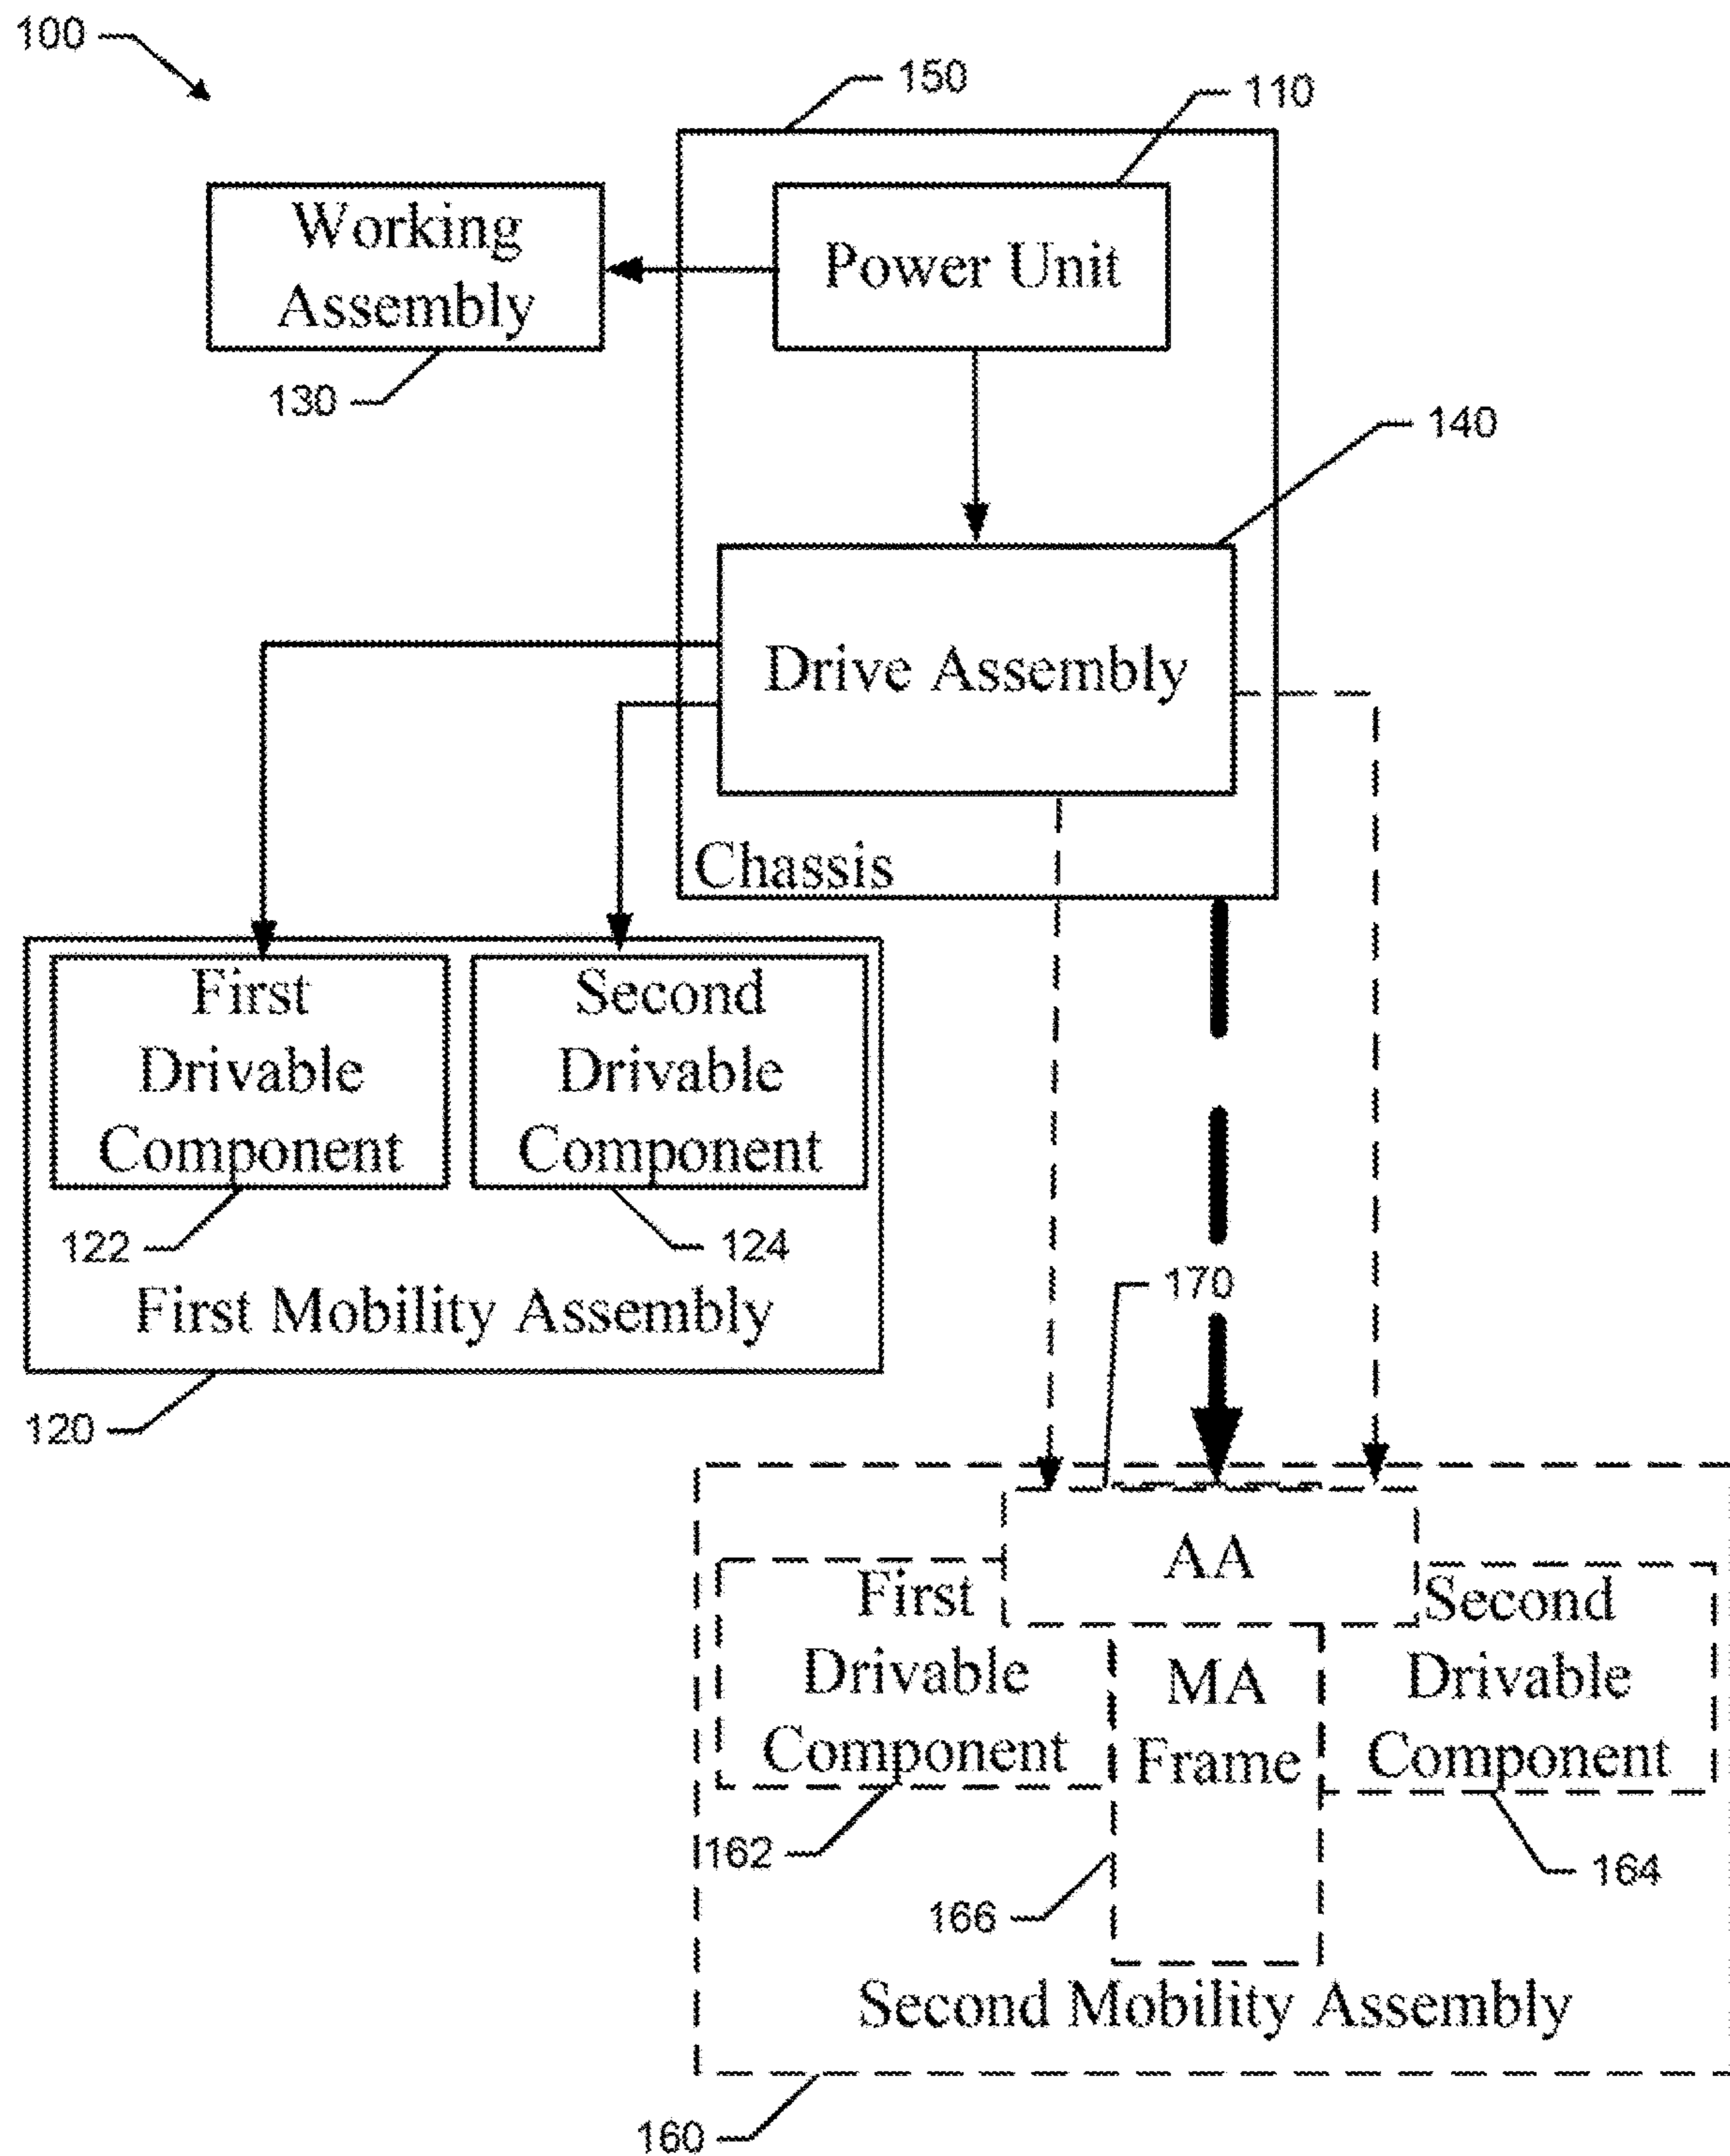 100
150
110
Working
Assembly
Power Unit
130
140
Drive Assembly
Chassis
First
Drivable
Component
Second
Drivable
Component
122
124
First Mobility Assembly
170
120
AA
First
Drivable
Component
MA
Frame
Second
Drivable
Component
162
164
166
Second Mobility Assembly
160